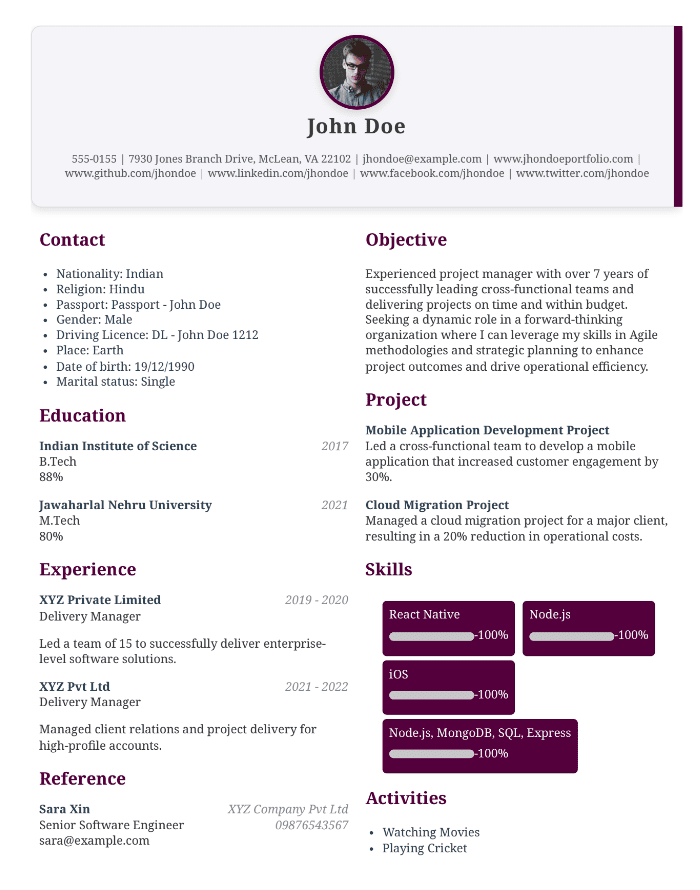 John Doe
555-0155 | 7930 Jones Branch Drive, McLean, VA 22102 | jhondoe@example.com | www.jhondoeportfolio.com |
www.github.com/jhondoe | www.linkedin.com/jhondoe | www.facebook.com/jhondoe | www.twitter.com/jhondoe
Contact
• Nationality: Indian
• Religion: Hindu
• Passport: Passport - John Doe
• Gender: Male
• Driving Licence: DL - John Doe 1212
• Place: Earth
• Date of birth: 19/12/1990
• Marital status: Single
Education
Indian Institute of Science 2017
B.Tech
88%
Jawaharlal Nehru University 2021
M.Tech
80%
Experience
XYZ Private Limited 2019 - 2020
Delivery Manager
Led a team of 15 to successfully deliver enterprise-
level software solutions.
XYZ Pvt Ltd 2021 - 2022
Delivery Manager
Managed client relations and project delivery for
high-profile accounts.
Reference
Sara Xin XYZ Company Pvt Ltd
Senior Software Engineer 09876543567
sara@example.com
Objective
Experienced project manager with over 7 years of
successfully leading cross-functional teams and
delivering projects on time and within budget.
Seeking a dynamic role in a forward-thinking
organization where I can leverage my skills in Agile
methodologies and strategic planning to enhance
project outcomes and drive operational efficiency.
Project
Mobile Application Development Project
Led a cross-functional team to develop a mobile
application that increased customer engagement by
30%.
Cloud Migration Project
Managed a cloud migration project for a major client,
resulting in a 20% reduction in operational costs.
Skills
React Native
-100%
Node.js
-100%
iOS
-100%
Node.js, MongoDB, SQL, Express
-100%
Activities
• Watching Movies
• Playing Cricket